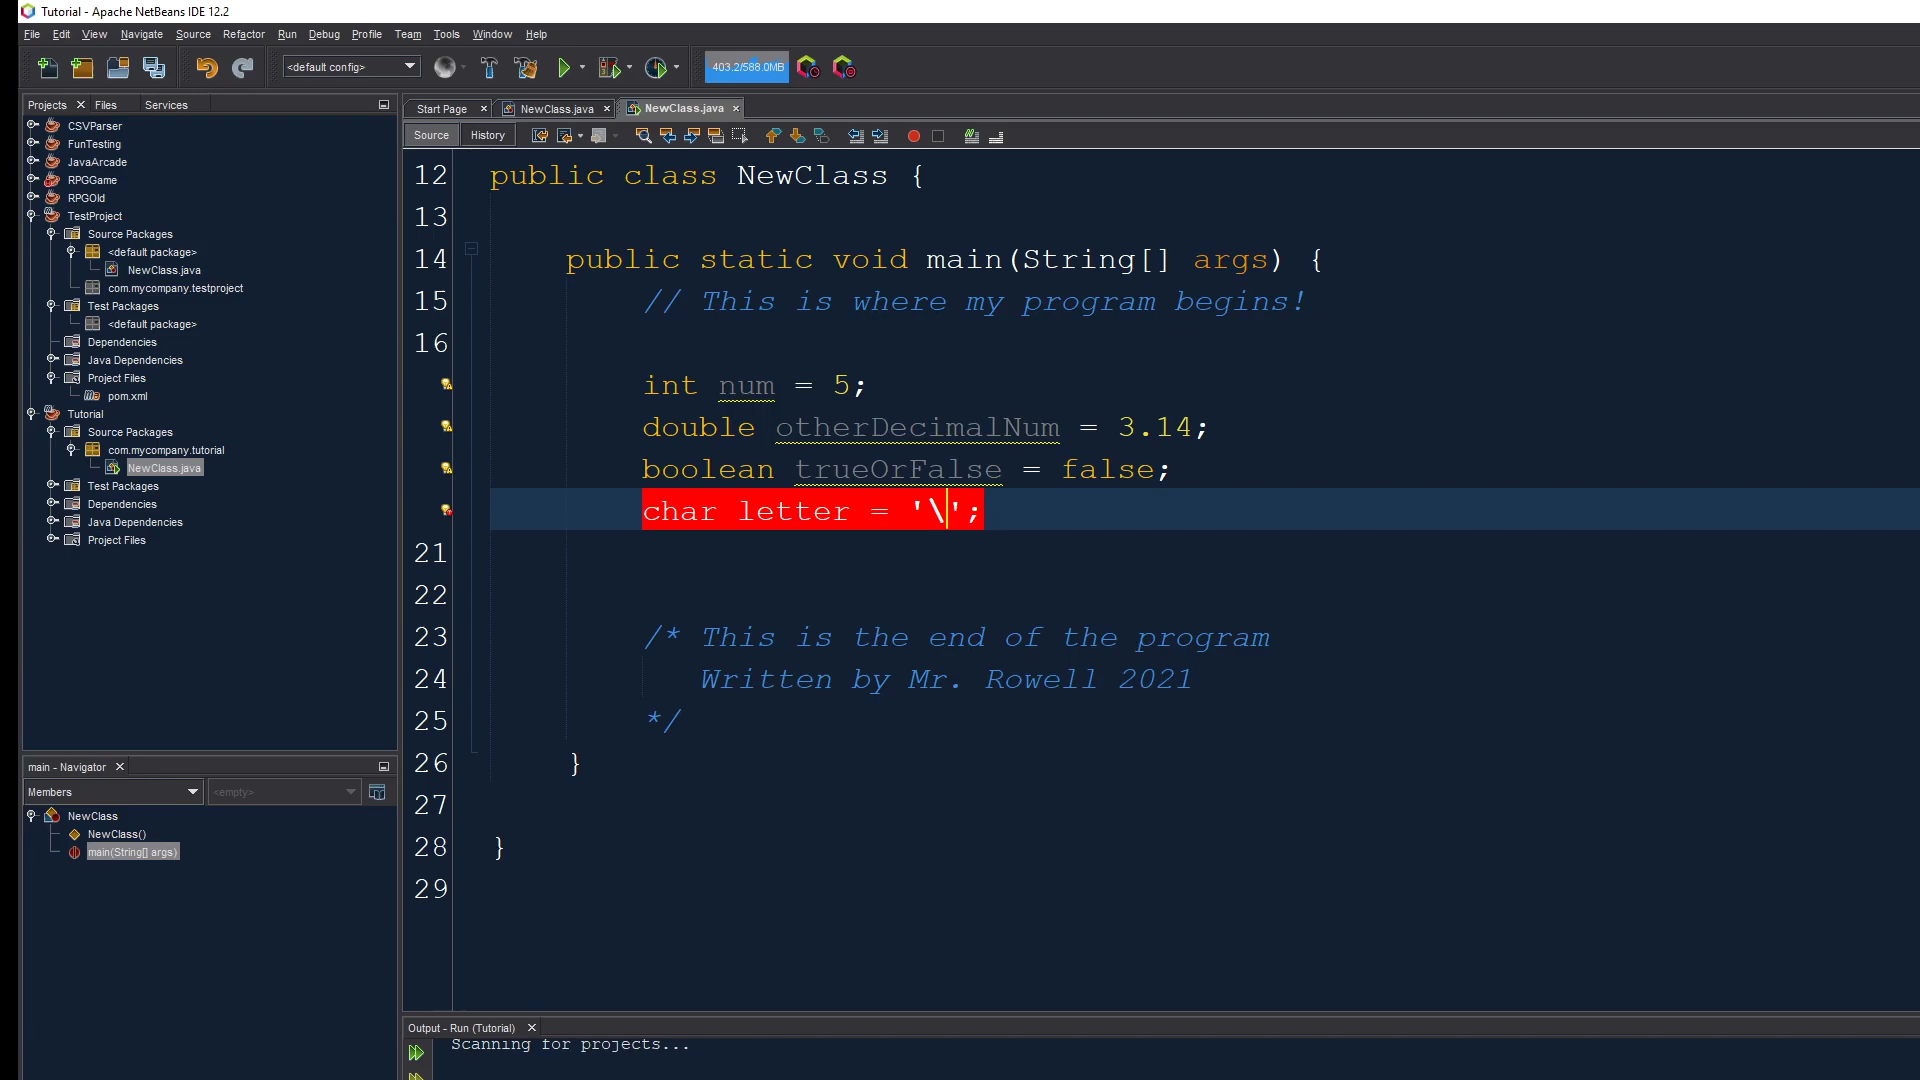 Tutorial - Apache NetBeans IDE 12.2
File Edit View Navigate Source Refactor Run Debug Profile Team Tools Window Help
<default config>
403.2/588.0MB
Projects Files Services
CSVParser
FunTesting
JavaArcade
RPGGame
RPGOld
TestProject
Source Packages
<default package>
NewClass.java
com.mycompany.testproject
Test Packages
<default package>
Dependencies
Java Dependencies
Project Files
pom.xml
Tutorial
Source Packages
com.mycompany.tutorial
NewClass.java
Test Packages
Dependencies
Java Dependencies
Project Files
main - Navigator
Members
<empty>
NewClass
NewClass()
main(String[] args)
Start Page NewClass.java NewClass.java
Source History
12 public class NewClass {
13
14 public static void main(String[] args) {
15 // This is where my program begins!
16
int num = 5;
double otherDecimalNum = 3.14;
boolean trueOrFalse = false;
char letter = '\';
21
22
23 /* This is the end of the program
24 Written by Mr. Rowell 2021
25 */
26 }
27
28 }
29
Output - Run (Tutorial)
Scanning for projects...